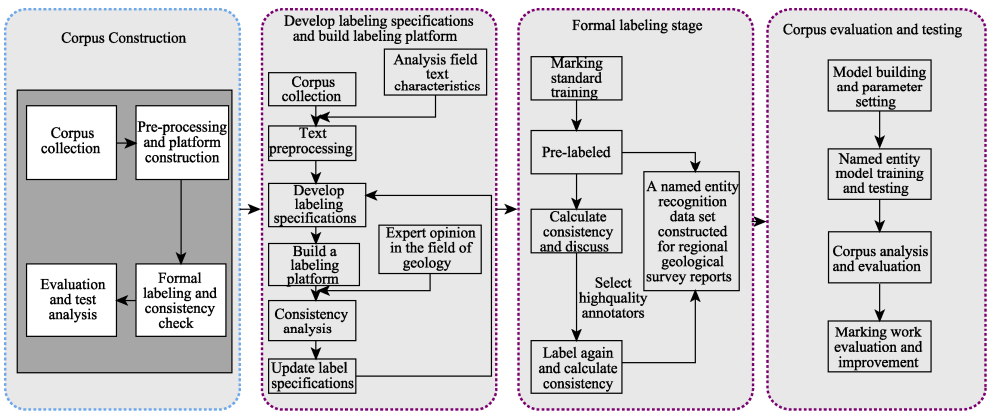 Corpus Construction
Corpus
collection
Pre-processing
and platform
construction
Evaluation
and test
analysis
Formal
labeling and
consistency
check
Develop labeling specifications
and build labeling platform
Analysis field
text
characteristics
Corpus
collection
Text
preprocessing
Develop
labeling
specifications
Expert opinion
in the field of
geology
Build a
labeling
platform
Consistency
analysis
Update label
specifications
Formal labeling stage
Marking
standard
training
Pre-labeled
A named entity
recognition
data set
constructed
for regional
geological
survey reports
Calculate
consistency
and discuss
Select
highquality
annotators
Label again
and calculate
consistency
Corpus evaluation and testing
Model building
and parameter
setting
Named entity
model training
and testing
Corpus analysis
and evaluation
Marking work
evaluation and
improvement